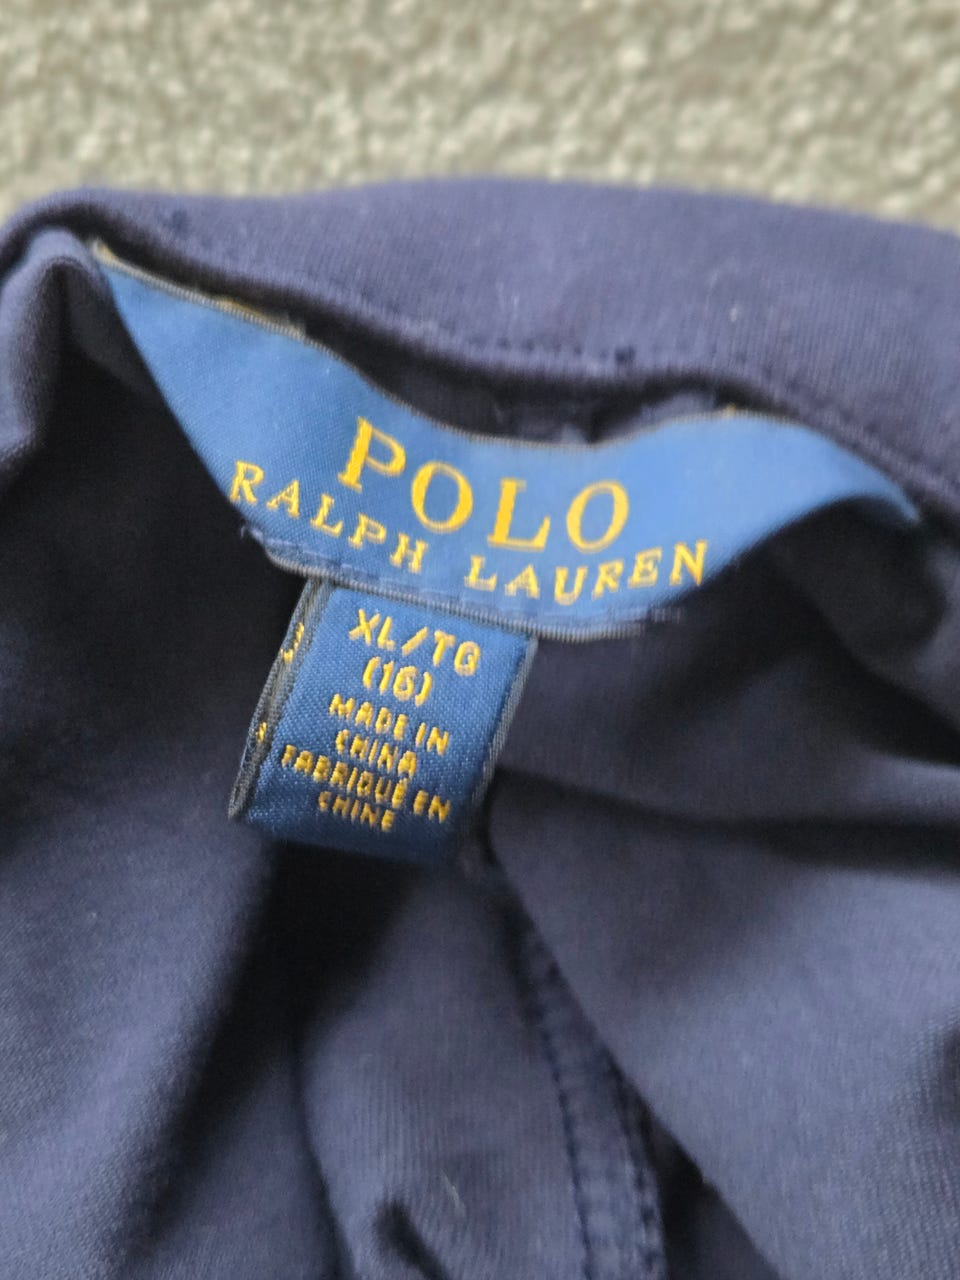 POLO
RALPH LAUREN
XL/TG
(16)
MADE IN
CHINA
FABRIQUÉ EN
CHINE